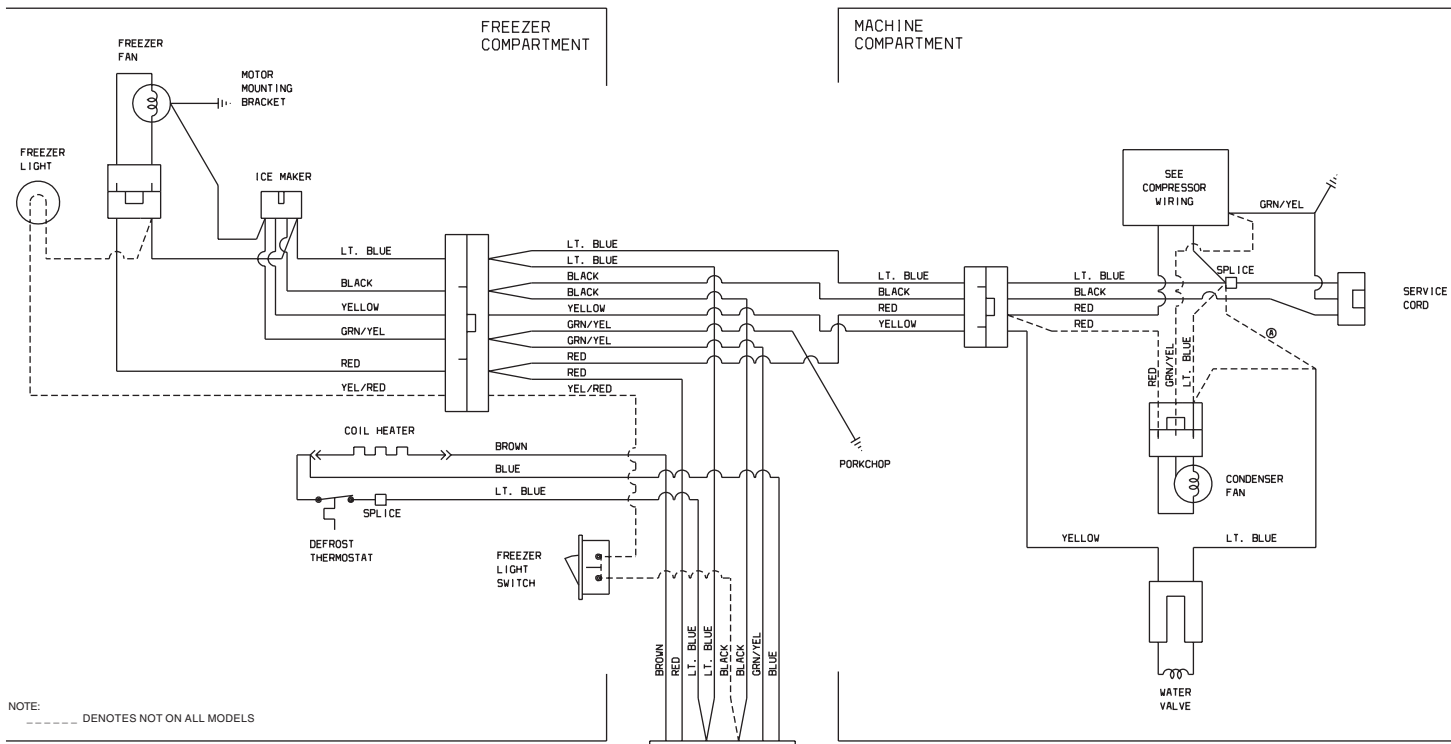 FREEZER
COMPARTMENT
MACHINE
COMPARTMENT
FREEZER
FAN
MOTOR
MOUNTING
BRACKET
FREEZER
LIGHT
ICE MAKER
LT. BLUE
BLACK
YELLOW
GRN/YEL
RED
YEL/RED
LT. BLUE
LT. BLUE
BLACK
BLACK
YELLOW
GRN/YEL
GRN/YEL
RED
RED
YEL/RED
LT. BLUE
BLACK
RED
YELLOW
LT. BLUE
BLACK
RED
RED
SEE
COMPRESSOR
WIRING
GRN/YEL
SPLICE
SERVICE
CORD
A
RED
GRN/YEL
LT. BLUE
CONDENSER
FAN
PORKCHOP
COIL HEATER
BROWN
BLUE
LT. BLUE
SPLICE
DEFROST
THERMOSTAT
FREEZER
LIGHT
SWITCH
YELLOW
LT. BLUE
WATER
VALVE
BROWN
RED
LT. BLUE
LT. BLUE
BLACK
BLACK
GRN/YEL
BLUE
NOTE:
______ DENOTES NOT ON ALL MODELS